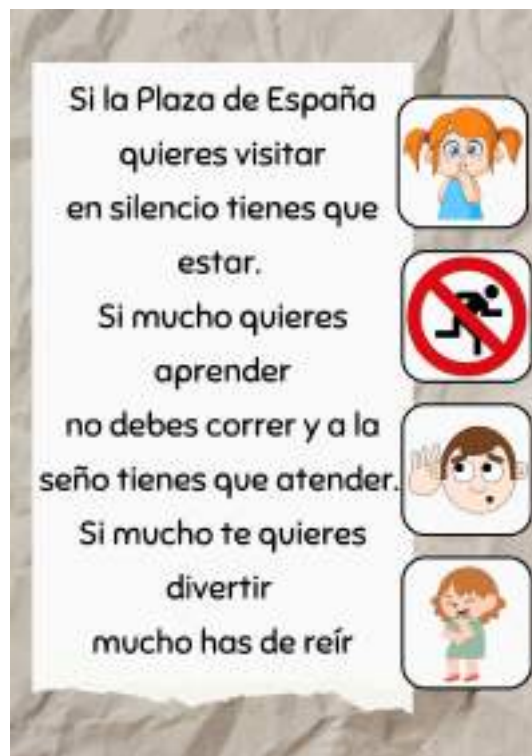 Si la Plaza de España
quieres visitar
en silencio tienes que
estar.
Si mucho quieres
aprender
no debes correr y a la
seño tienes que atender.
Si mucho te quieres
divertir
mucho has de reír